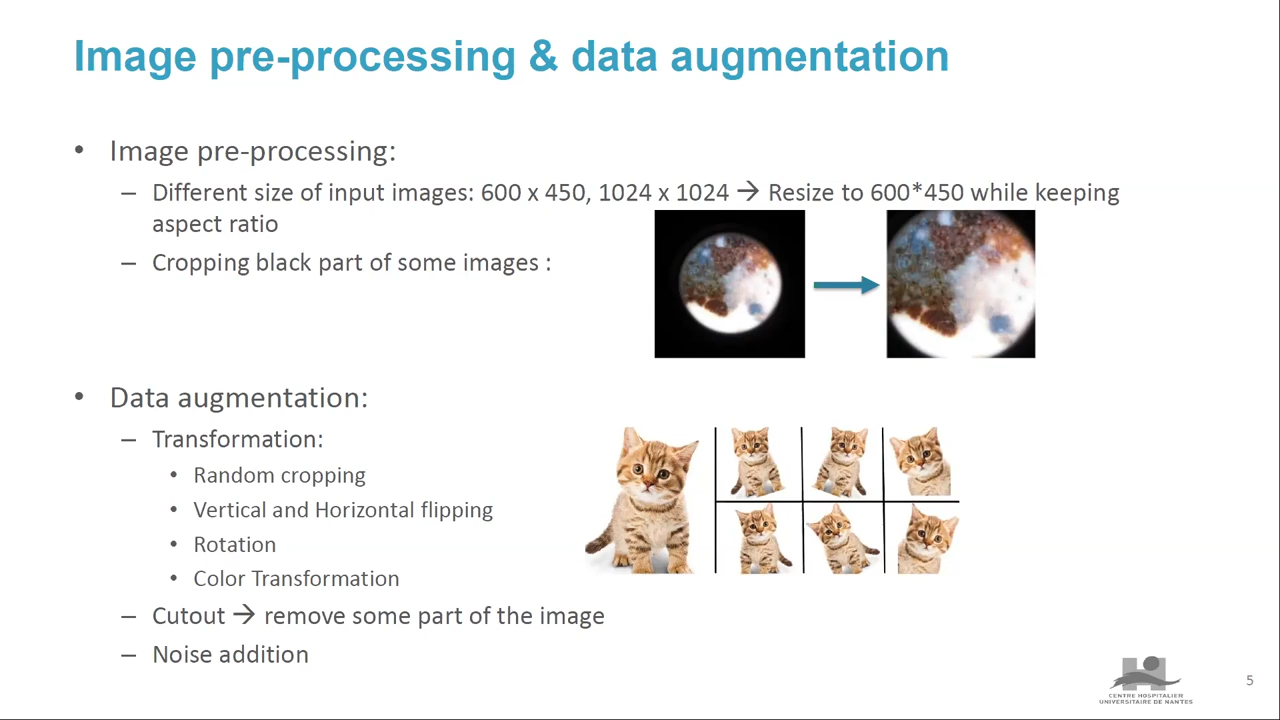 Image pre-processing & data augmentation
• Image pre-processing:
– Different size of input images: 600 x 450, 1024 x 1024 → Resize to 600*450 while keeping
aspect ratio
– Cropping black part of some images :
• Data augmentation:
– Transformation:
• Random cropping
• Vertical and Horizontal flipping
• Rotation
• Color Transformation
– Cutout → remove some part of the image
– Noise addition
CENTRE HOSPITALIER
UNIVERSITAIRE DE NANTES
5